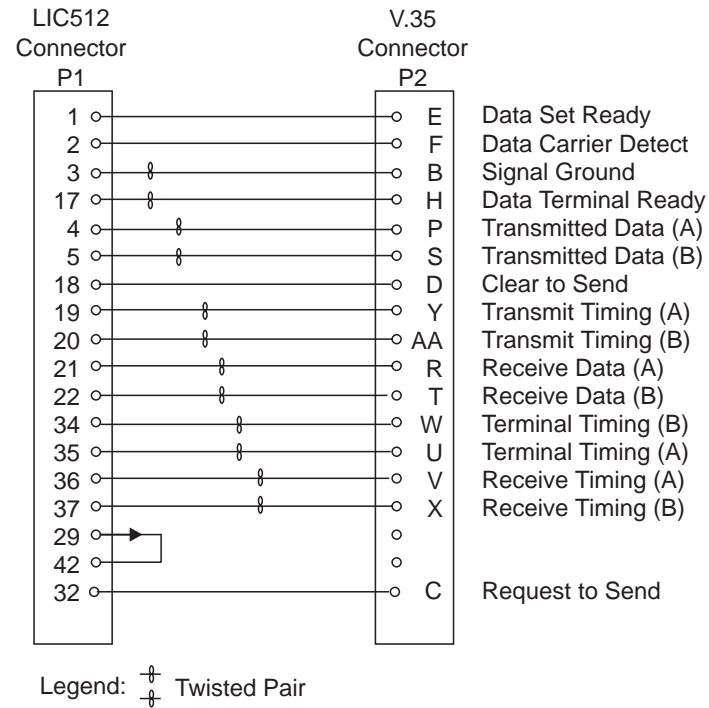 LIC512 Connector P1
V.35 Connector P2
1 E Data Set Ready
2 F Data Carrier Detect
3 B Signal Ground
17 H Data Terminal Ready
4 P Transmitted Data (A)
5 S Transmitted Data (B)
18 D Clear to Send
19 Y Transmit Timing (A)
20 AA Transmit Timing (B)
21 R Receive Data (A)
22 T Receive Data (B)
34 W Terminal Timing (B)
35 U Terminal Timing (A)
36 V Receive Timing (A)
37 X Receive Timing (B)
29
42
32 C Request to Send
Legend: Twisted Pair